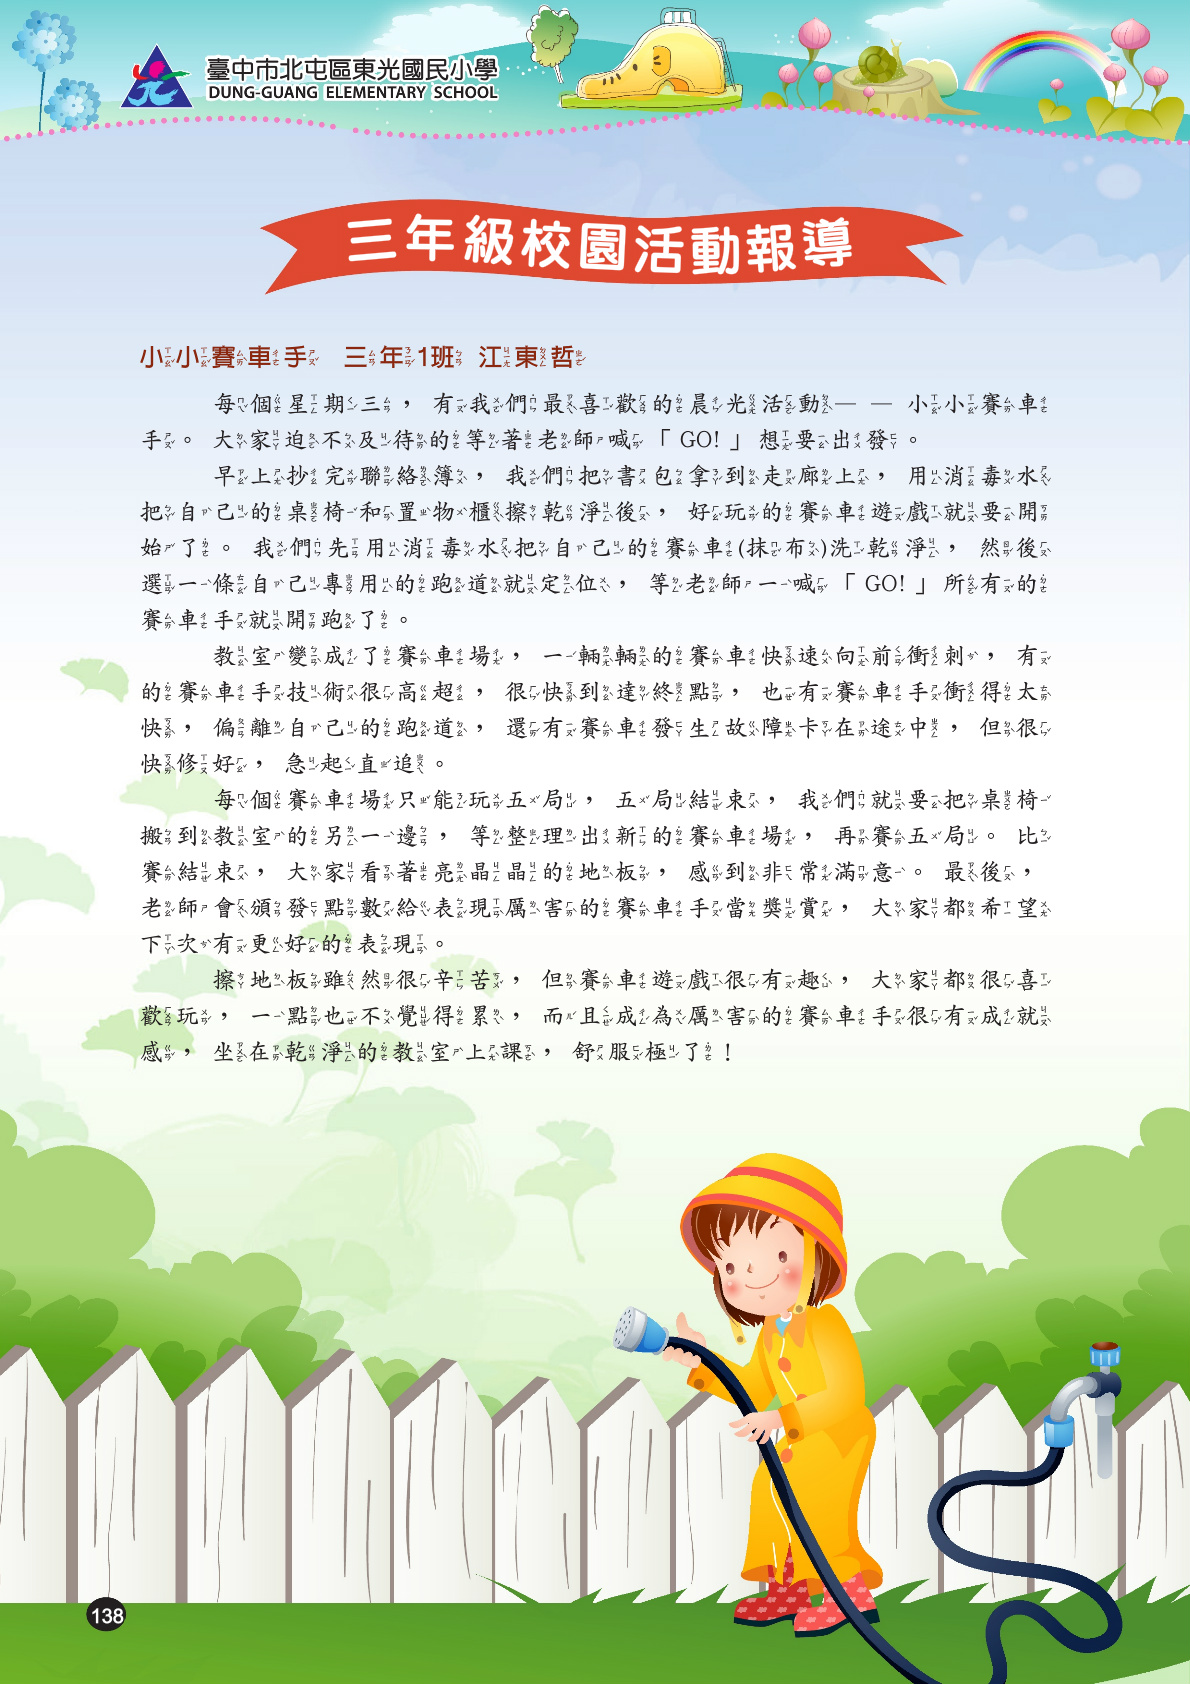 臺中市北屯區東光國民小學
DUNG-GUANG ELEMENTARY SCHOOL
三年級校園活動報導
小小賽車手 三年1班 江東哲
每個星期三，有我們最喜歡的晨光活動－－小小賽車
手。大家迫不及待的等著老師喊「GO!」想要出發。
早上抄完聯絡簿，我們把書包拿到走廊上，用消毒水
把自己的桌椅和置物櫃擦乾淨後，好玩的賽車遊戲就要開
始了。我們先用消毒水把自己的賽車(抹布)洗乾淨，然後
選一條自己專用的跑道就定位，等老師一喊「GO!」所有的
賽車手就開跑了。
教室變成了賽車場，一輛輛的賽車快速向前衝刺，有
的賽車手技術很高超，很快到達終點，也有賽車手衝得太
快，偏離自己的跑道，還有賽車發生故障卡在途中，但很
快修好，急起直追。
每個賽車場只能玩五局，五局結束，我們就要把桌椅
搬到教室的另一邊，等整理出新的賽車場，再賽五局。比
賽結束，大家看著亮晶晶的地板，感到非常滿意。最後，
老師會頒發點數給表現厲害的賽車手當獎賞，大家都希望
下次有更好的表現。
擦地板雖然很辛苦，但賽車遊戲很有趣，大家都很喜
歡玩，一點也不覺得累，而且成為厲害的賽車手很有成就
感，坐在乾淨的教室上課，舒服極了！
138